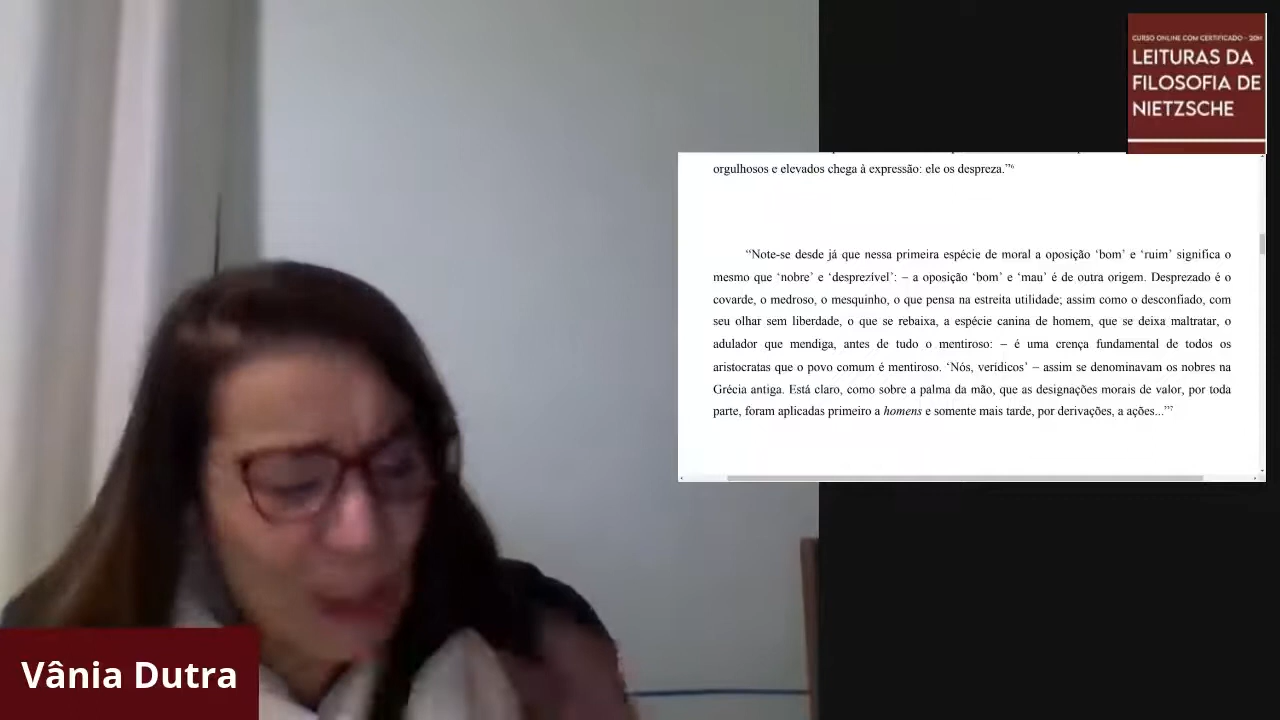 CURSO ONLINE COM CERTIFICADO - 20H
LEITURAS DA
FILOSOFIA DE
NIETZSCHE
orgulhosos e elevados chega à expressão: ele os despreza.”⁶
“Note-se desde já que nessa primeira espécie de moral a oposição ‘bom’ e ‘ruim’ significa o
mesmo que ‘nobre’ e ‘desprezível’: – a oposição ‘bom’ e ‘mau’ é de outra origem. Desprezado é o
covarde, o medroso, o mesquinho, o que pensa na estreita utilidade; assim como o desconfiado, com
seu olhar sem liberdade, o que se rebaixa, a espécie canina de homem, que se deixa maltratar, o
adulador que mendiga, antes de tudo o mentiroso: – é uma crença fundamental de todos os
aristocratas que o povo comum é mentiroso. ‘Nós, verídicos’ – assim se denominavam os nobres na
Grécia antiga. Está claro, como sobre a palma da mão, que as designações morais de valor, por toda
parte, foram aplicadas primeiro a homens e somente mais tarde, por derivações, a ações...”⁷
Vânia Dutra